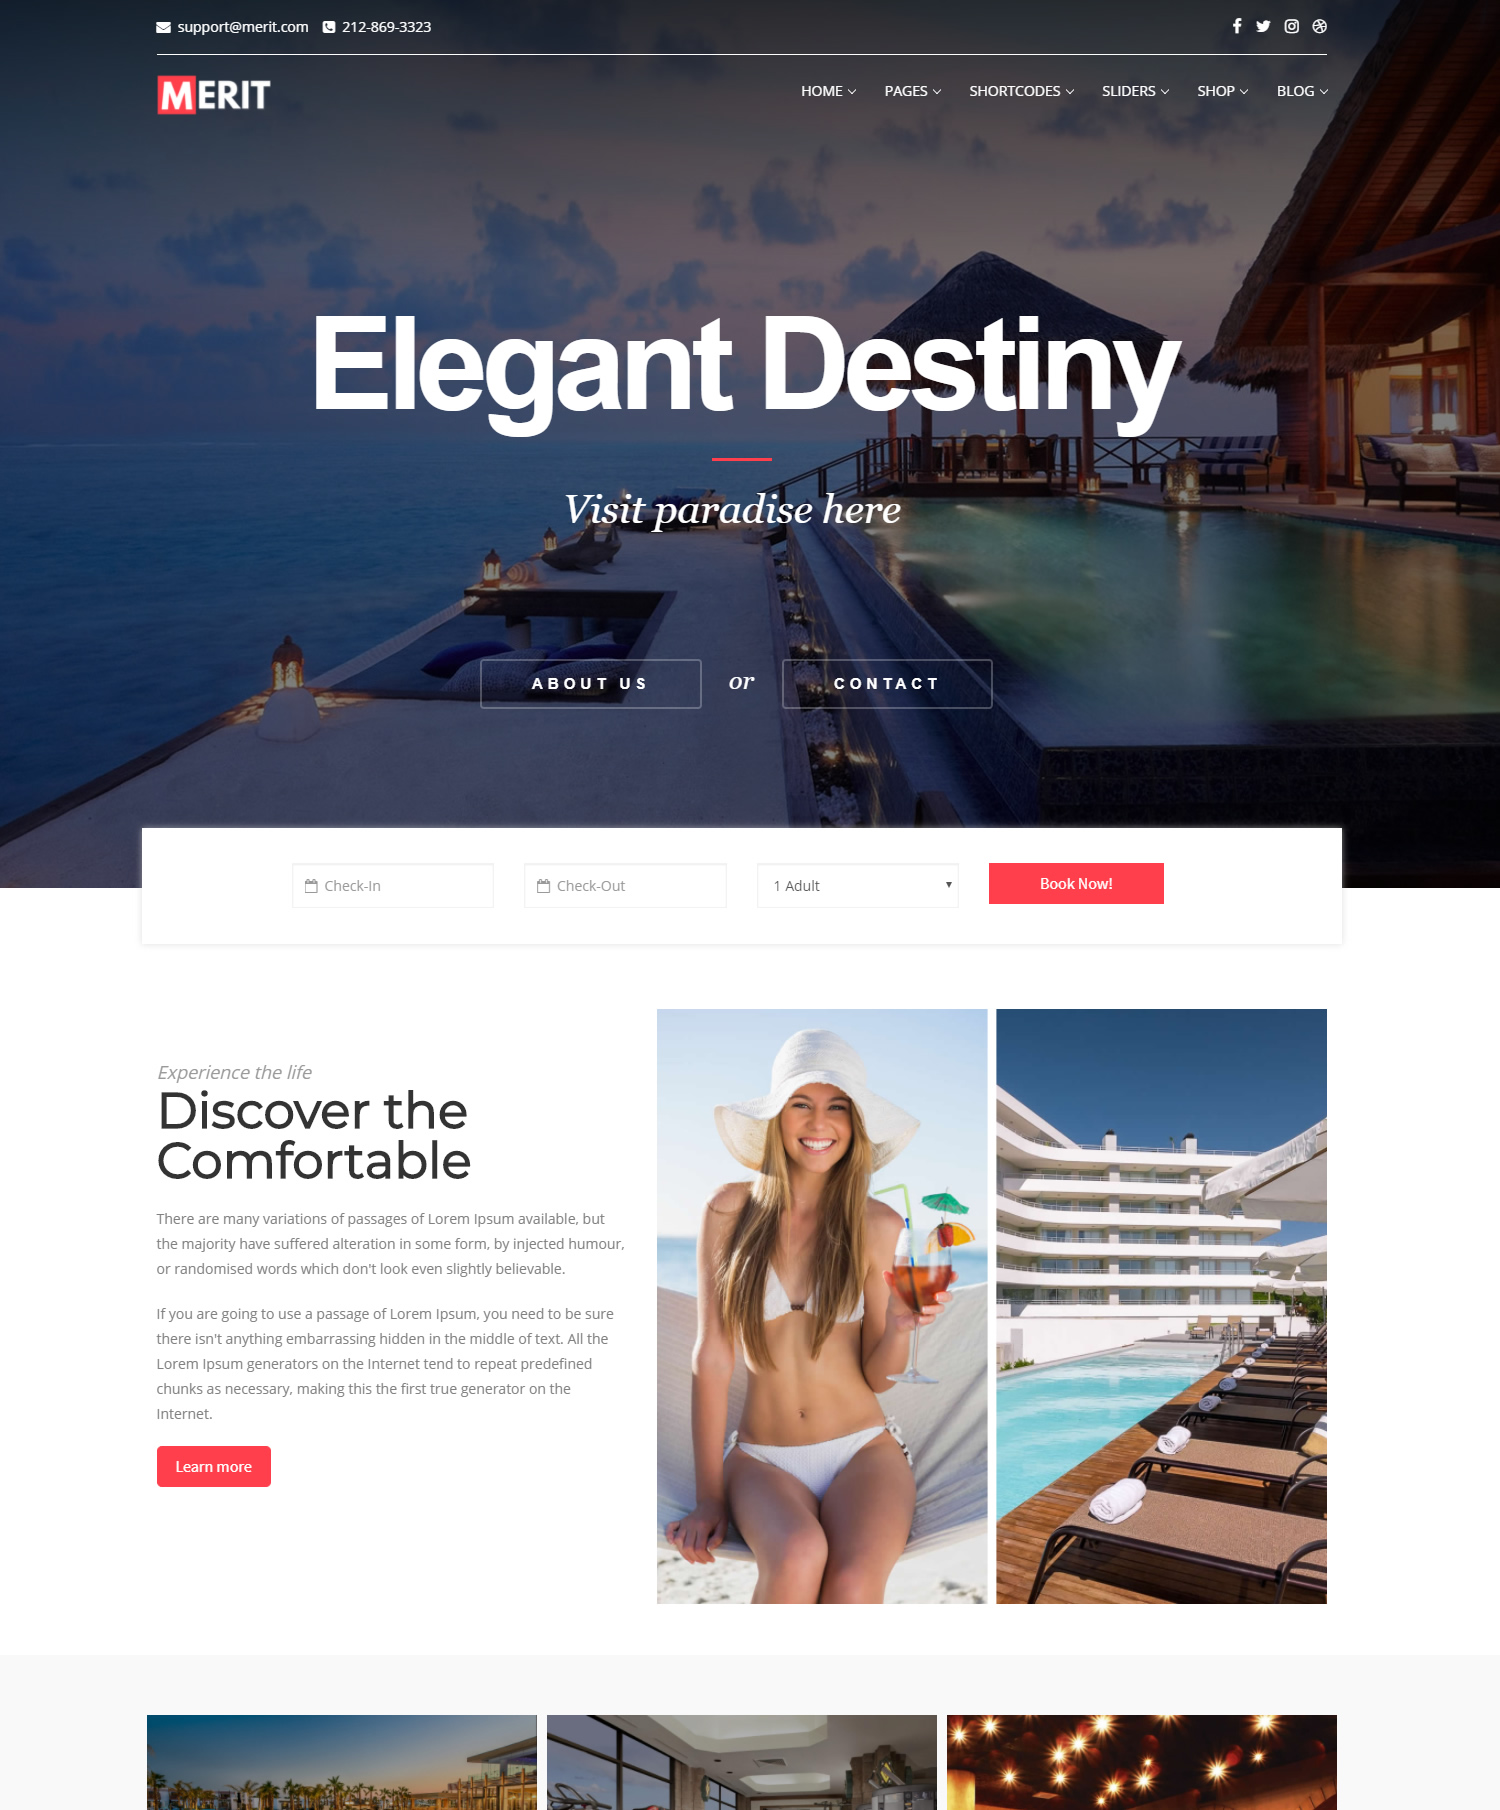 support@merit.com 212-869-3323
MERIT
HOME PAGES SHORTCODES SLIDERS SHOP BLOG
Elegant Destiny
Visit paradise here
ABOUT US or CONTACT
Check-In Check-Out 1 Adult Book Now!
Experience the life
Discover the
Comfortable
There are many variations of passages of Lorem Ipsum available, but
the majority have suffered alteration in some form, by injected humour,
or randomised words which don't look even slightly believable.
If you are going to use a passage of Lorem Ipsum, you need to be sure
there isn't anything embarrassing hidden in the middle of text. All the
Lorem Ipsum generators on the Internet tend to repeat predefined
chunks as necessary, making this the first true generator on the
Internet.
Learn more